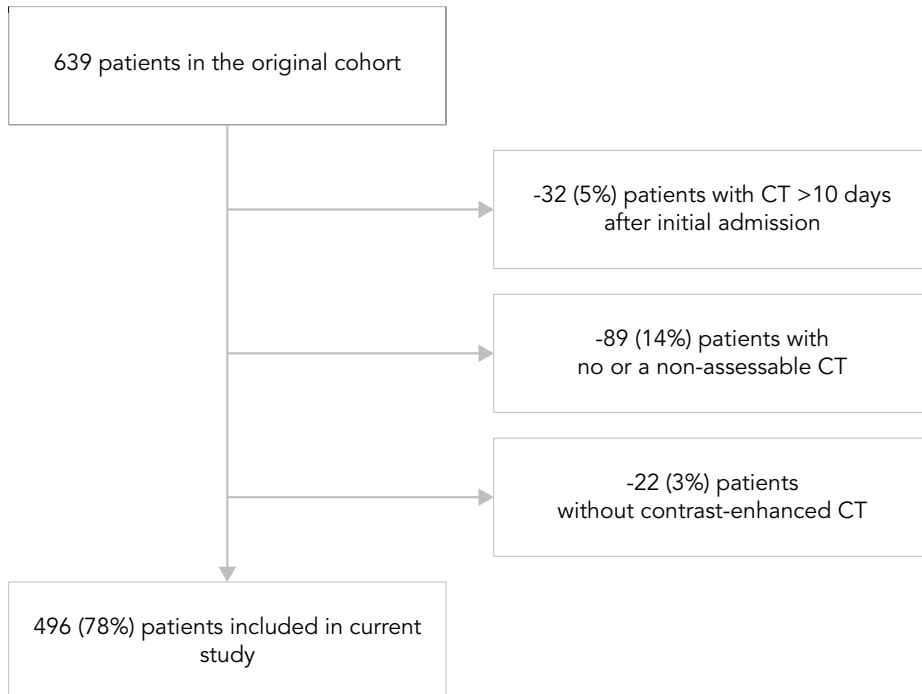 639 patients in the original cohort
-32 (5%) patients with CT >10 days
after initial admission
-89 (14%) patients with
no or a non-assessable CT
-22 (3%) patients
without contrast-enhanced CT
496 (78%) patients included in current
study